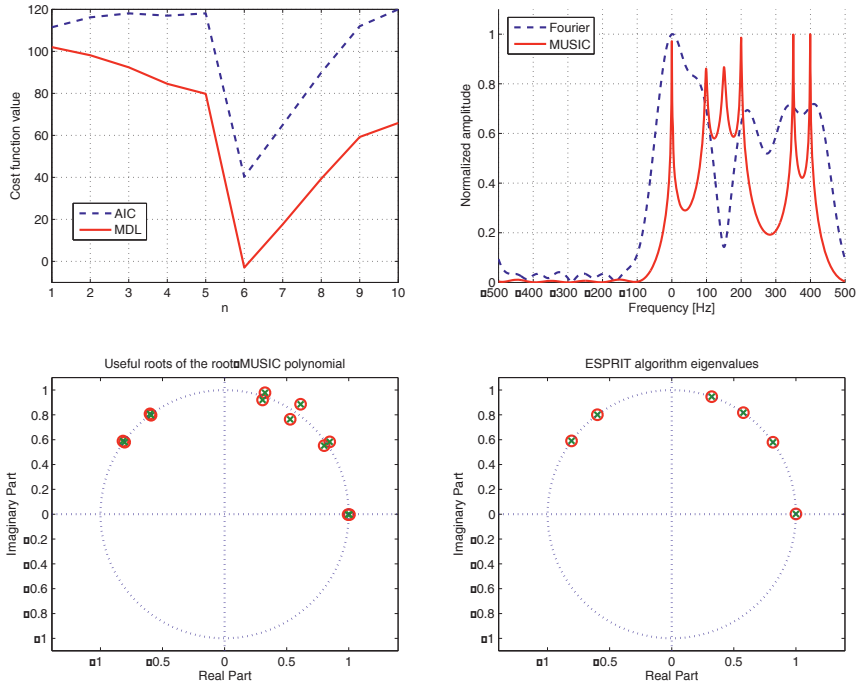 120
100
80
60
40
20
0
1 2 3 4 5 6 7 8 9 10
n
Cost function value
AIC
MDL
1
0.8
0.6
0.4
0.2
0
500 400 300 200 100 0 100 200 300 400 500
Frequency [Hz]
Normalized amplitude
Fourier
MUSIC
Useful roots of the root MUSIC polynomial
1
0.8
0.6
0.4
0.2
0
0.2
0.4
0.6
0.8
1
1 0.5 0 0.5 1
Real Part
Imaginary Part
ESPRIT algorithm eigenvalues
1
0.8
0.6
0.4
0.2
0
0.2
0.4
0.6
0.8
1
1 0.5 0 0.5 1
Real Part
Imaginary Part